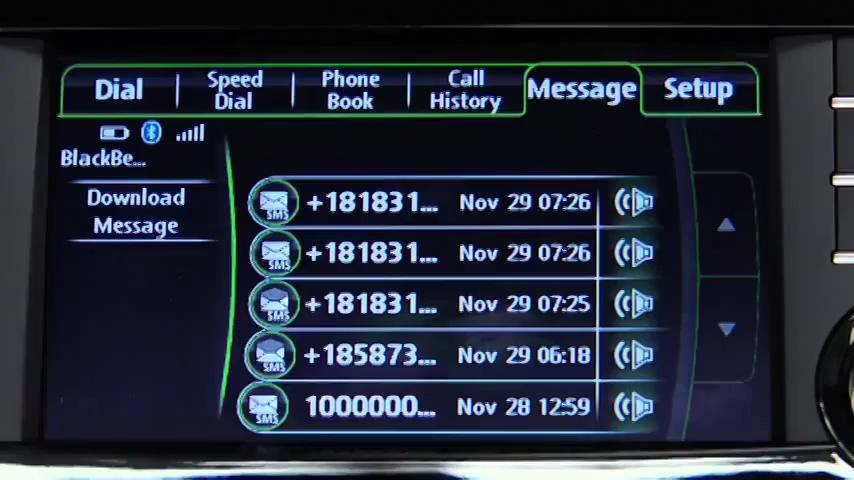 Dial
Speed Dial
Phone Book
Call History
Message
Setup
BlackBe...
Download
Message
SMS +181831... Nov 29 07:26
SMS +181831... Nov 29 07:26
SMS +181831... Nov 29 07:25
SMS +185873... Nov 29 06:18
SMS 1000000... Nov 28 12:59